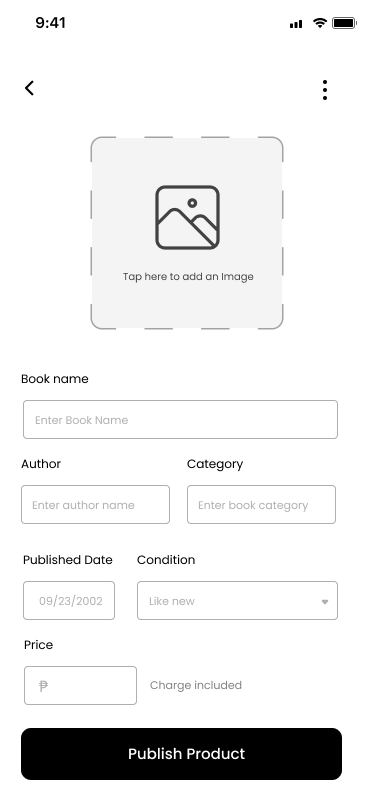 9:41
Tap here to add an Image
Book name
Enter Book Name
Author
Category
Enter author name
Enter book category
Published Date
Condition
09/23/2002
Like new
Price
₱
Charge included
Publish Product